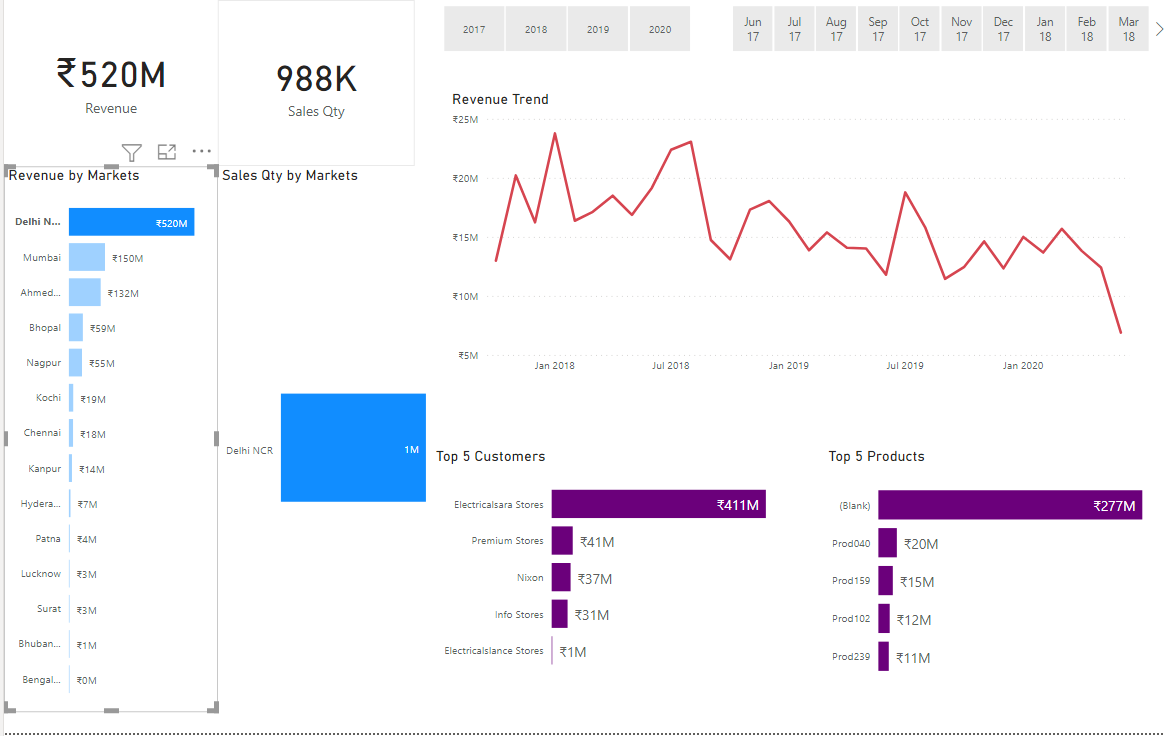 ₹520M
Revenue
988K
Sales Qty
2017 2018 2019 2020
Jun 17 Jul 17 Aug 17 Sep 17 Oct 17 Nov 17 Dec 17 Jan 18 Feb 18 Mar 18
Revenue by Markets
Delhi N... ₹520M
Mumbai ₹150M
Ahmed... ₹132M
Bhopal ₹59M
Nagpur ₹55M
Kochi ₹19M
Chennai ₹18M
Kanpur ₹14M
Hydera... ₹7M
Patna ₹4M
Lucknow ₹3M
Surat ₹3M
Bhuban... ₹1M
Bengal... ₹0M
Sales Qty by Markets
Delhi NCR 1M
Revenue Trend
₹25M
₹20M
₹15M
₹10M
₹5M
Jan 2018 Jul 2018 Jan 2019 Jul 2019 Jan 2020
Top 5 Customers
Electricalsara Stores ₹411M
Premium Stores ₹41M
Nixon ₹37M
Info Stores ₹31M
Electricalslance Stores ₹1M
Top 5 Products
(Blank) ₹277M
Prod040 ₹20M
Prod159 ₹15M
Prod102 ₹12M
Prod239 ₹11M